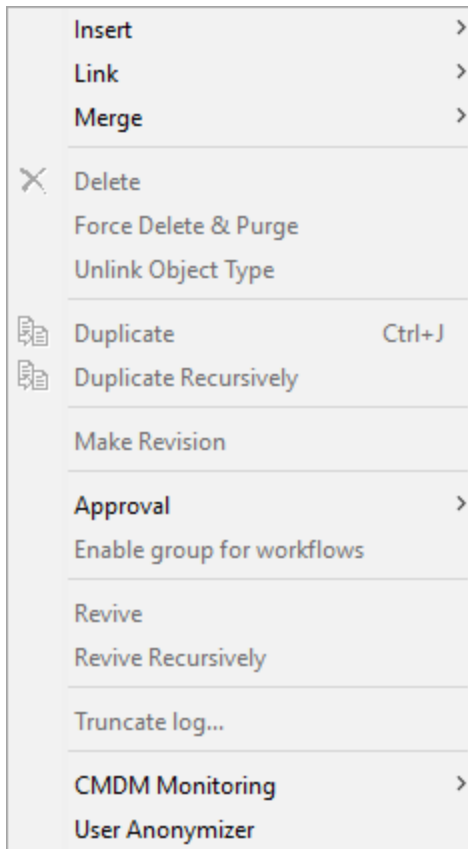 Insert
Link
Merge
Delete
Force Delete & Purge
Unlink Object Type
Duplicate Ctrl+J
Duplicate Recursively
Make Revision
Approval
Enable group for workflows
Revive
Revive Recursively
Truncate log...
CMDM Monitoring
User Anonymizer